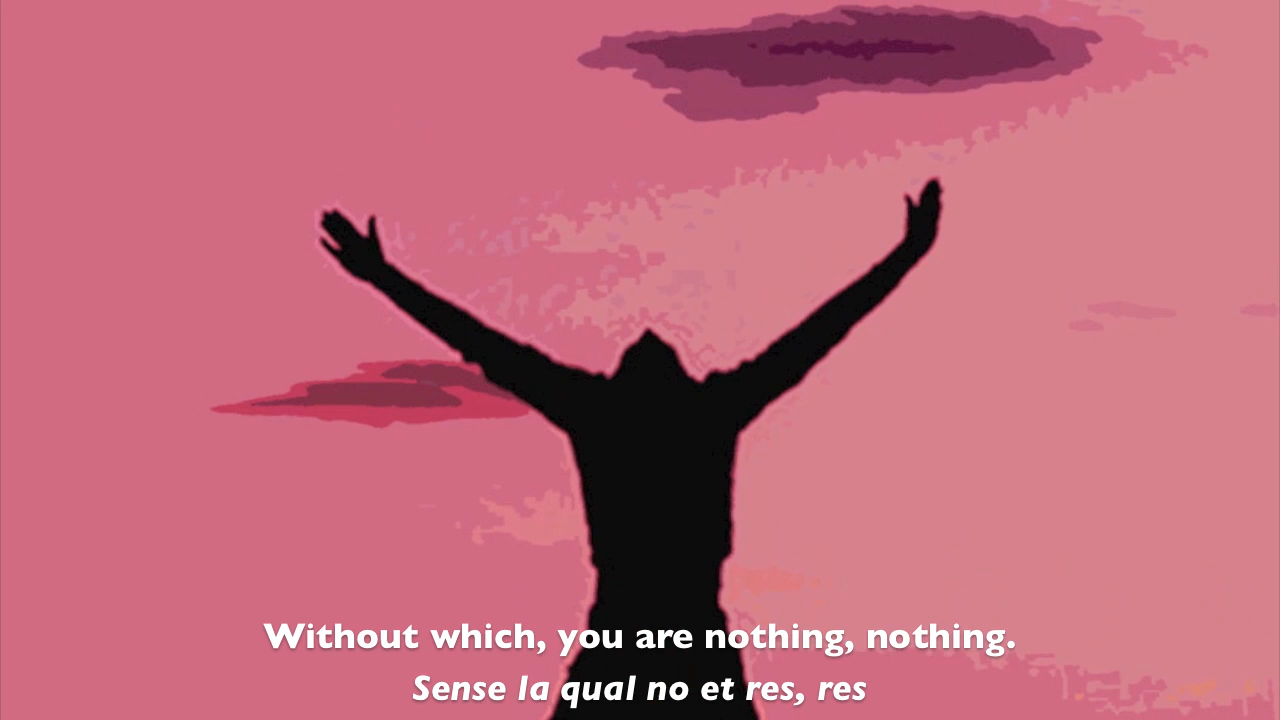 Without which, you are nothing, nothing.
Sense la qual no et res, res